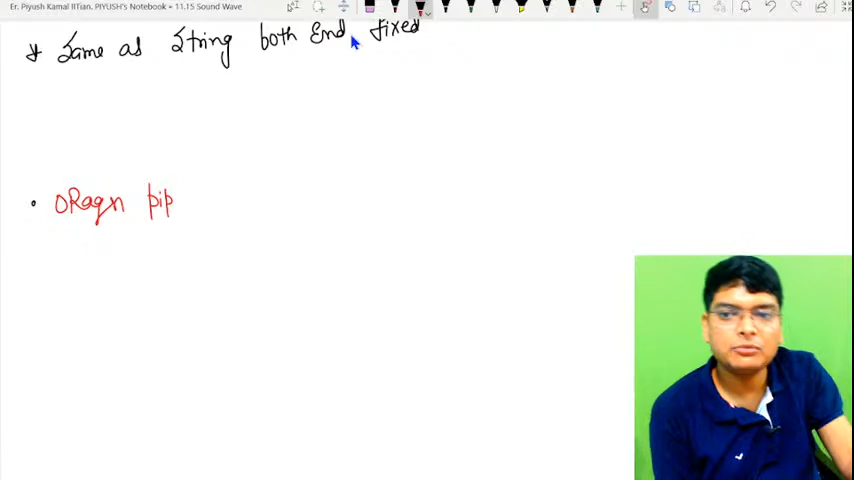 Er. Piyush Kamal IITian. PIYUSH's Notebook » 11.15 Sound Wave
* Same as String both End fixed
• ORagn pip